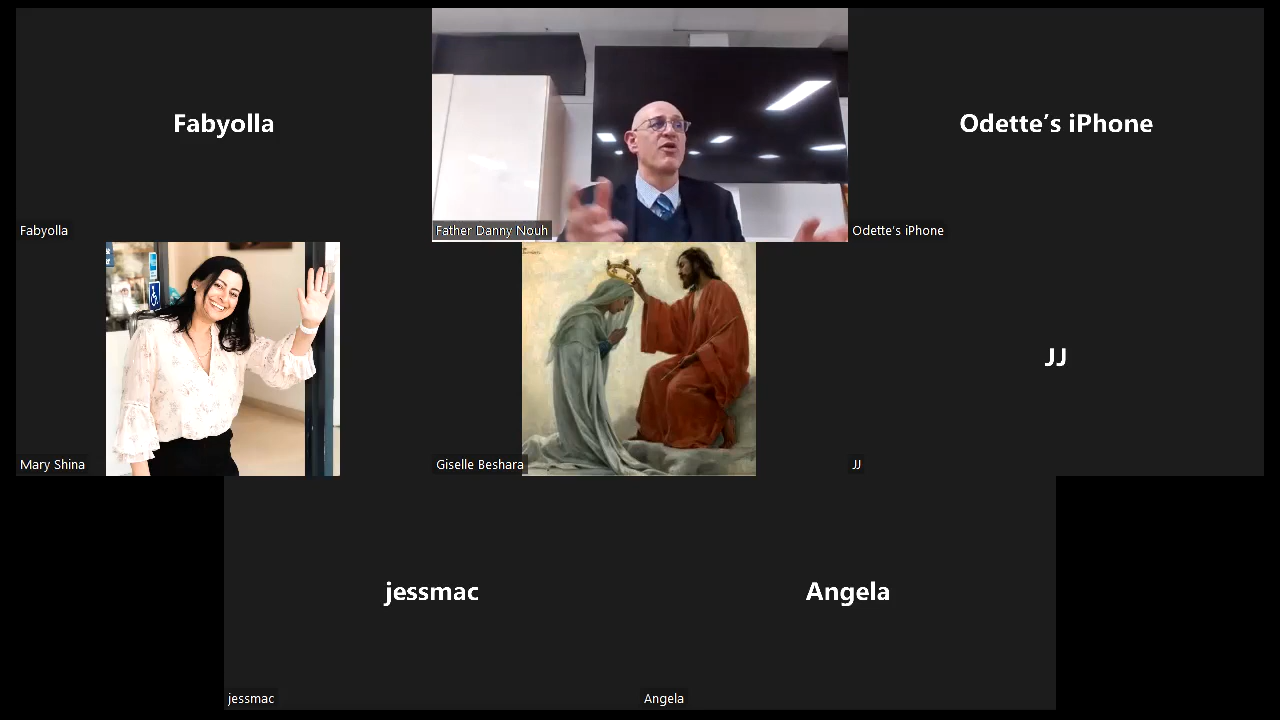 Fabyolla
Fabyolla
Father Danny Nouh
Odette’s iPhone
Odette's iPhone
Mary Shina
Giselle Beshara
JJ
JJ
jessmac
jessmac
Angela
Angela